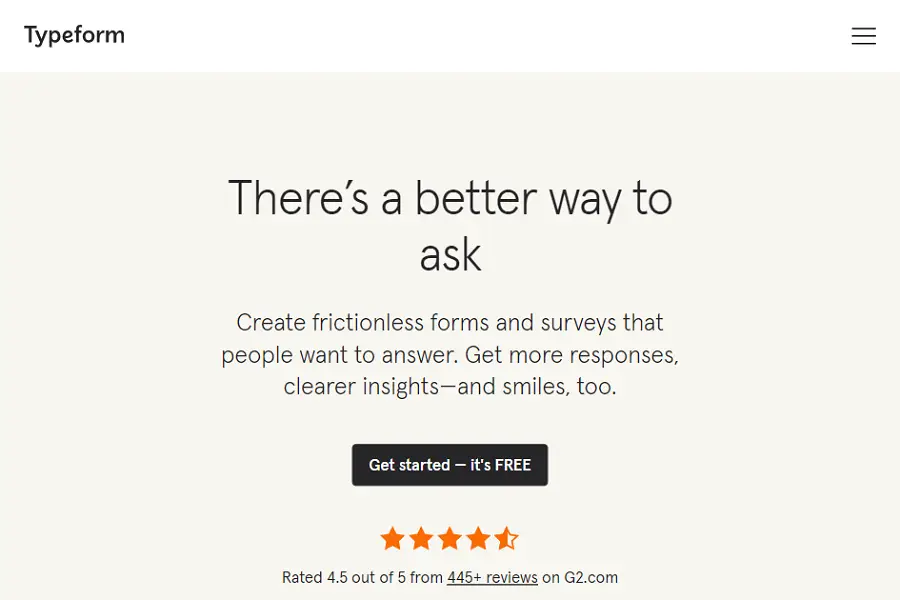 Typeform
There’s a better way to
ask
Create frictionless forms and surveys that
people want to answer. Get more responses,
clearer insights—and smiles, too.
Get started — it's FREE
Rated 4.5 out of 5 from 445+ reviews on G2.com